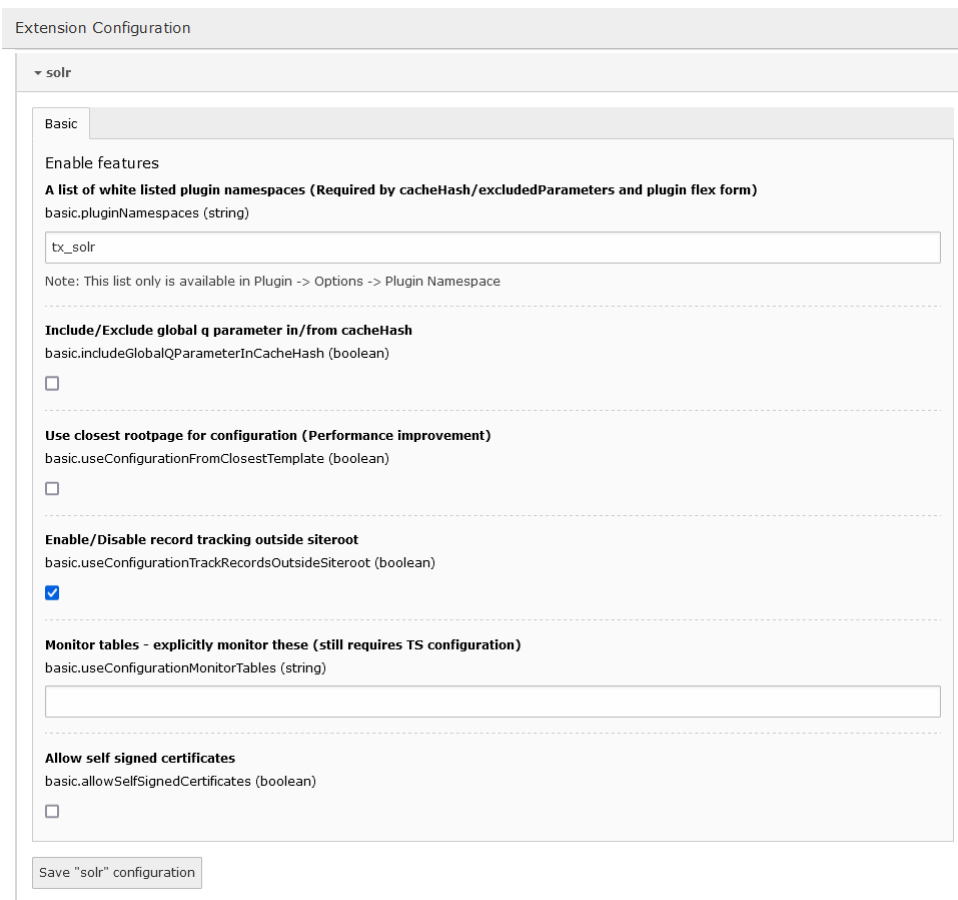 Extension Configuration
solr
Basic
Enable features
A list of white listed plugin namespaces (Required by cacheHash/excludedParameters and plugin flex form)
basic.pluginNamespaces (string)
tx_solr
Note: This list only is available in Plugin -> Options -> Plugin Namespace
Include/Exclude global q parameter in/from cacheHash
basic.includeGlobalQParameterInCacheHash (boolean)
Use closest rootpage for configuration (Performance improvement)
basic.useConfigurationFromClosestTemplate (boolean)
Enable/Disable record tracking outside siteroot
basic.useConfigurationTrackRecordsOutsideSiteroot (boolean)
Monitor tables - explicitly monitor these (still requires TS configuration)
basic.useConfigurationMonitorTables (string)
Allow self signed certificates
basic.allowSelfSignedCertificates (boolean)
Save "solr" configuration